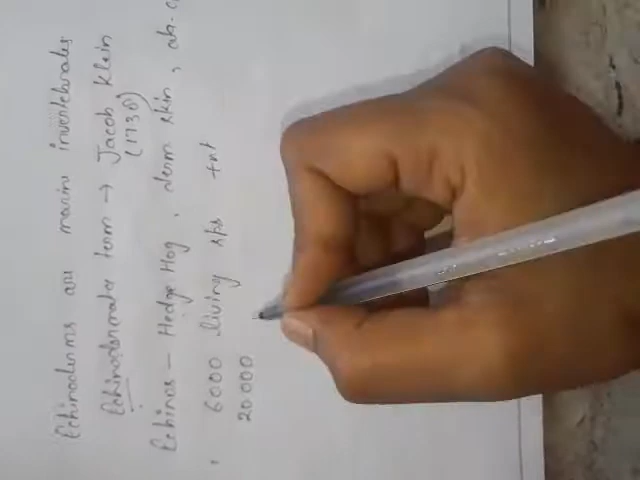 Echinoderms are marine invertebrates
Echinodermata term → Jacob Klein
(1738)
Echinos - Hedge Hog, derm skin, ah-
6000 living sps
20.000